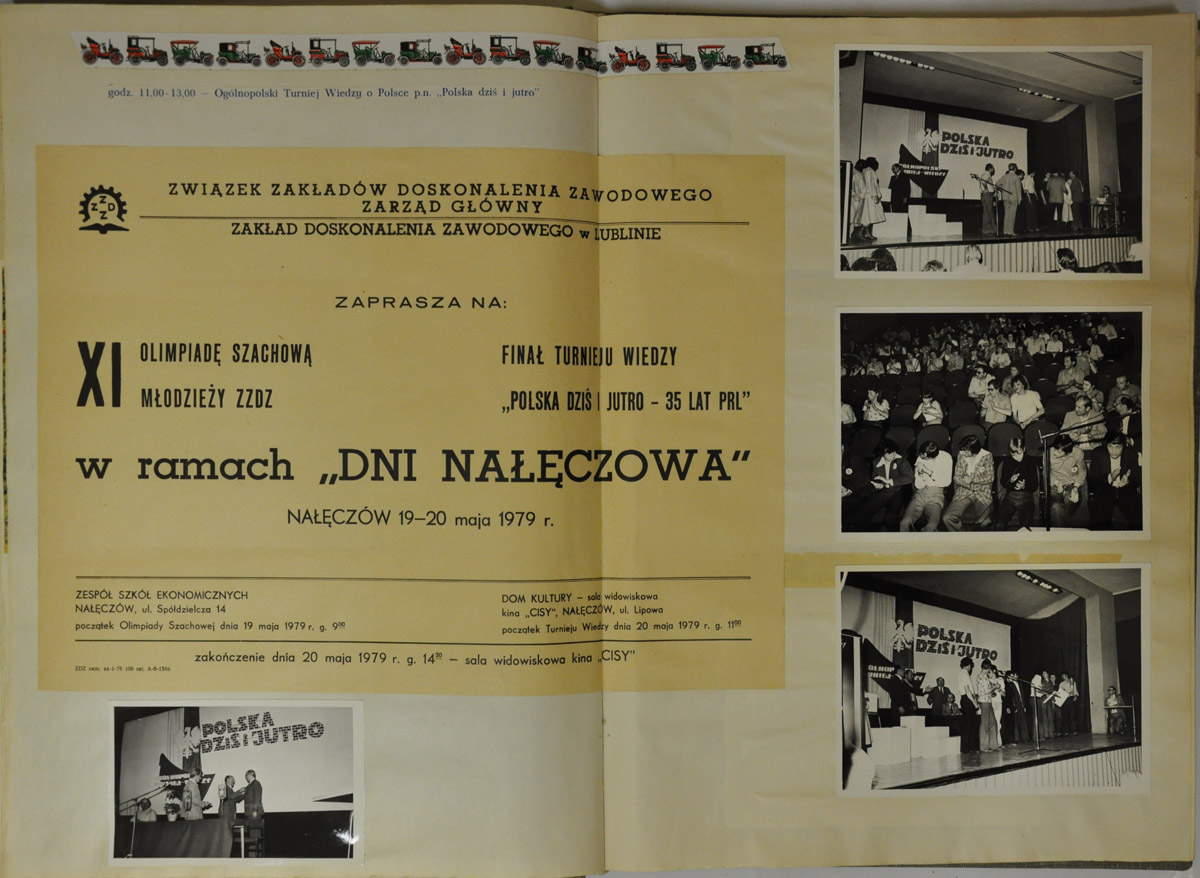 godz. 11,00-13,00 — Ogólnopolski Turniej Wiedzy o Polsce p.n. „Polska dziś i jutro"
ZZDZ
ZWIĄZEK ZAKŁADÓW DOSKONALENIA ZAWODOWEGO
ZARZĄD GŁÓWNY
ZAKŁAD DOSKONALENIA ZAWODOWEGO w LUBLINIE
ZAPRASZA NA:
XI OLIMPIADĘ SZACHOWĄ
MŁODZIEŻY ZZDZ
FINAŁ TURNIEJU WIEDZY
„POLSKA DZIŚ I JUTRO – 35 LAT PRL"
w ramach „DNI NAŁĘCZOWA"
NAŁĘCZÓW 19–20 maja 1979 r.
ZESPÓŁ SZKÓŁ EKONOMICZNYCH
NAŁĘCZÓW, ul. Spółdzielcza 14
początek Olimpiady Szachowej dnia 19 maja 1979 r. g. 9⁰⁰
DOM KULTURY – sala widowiskowa
kina „CISY", NAŁĘCZÓW, ul. Lipowa
początek Turnieju Wiedzy dnia 20 maja 1979 r. g. 11⁰⁰
zakończenie dnia 20 maja 1979 r. g. 14³⁰ – sala widowiskowa kina „CISY"
POLSKA
DZIŚ I JUTRO
POLSKA
DZIŚ I JUTRO
POLSKA
DZIŚ I JUTRO